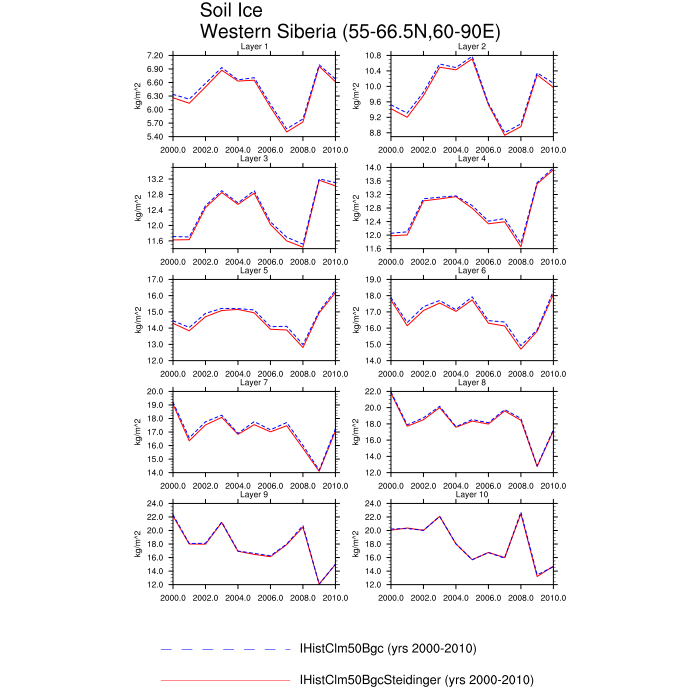 Soil Ice
Western Siberia (55-66.5N,60-90E)
Layer 1
7.20
6.90
6.60
6.30
6.00
5.70
5.40
kg/m^2
2000.0 2002.0 2004.0 2006.0 2008.0 2010.0
Layer 2
10.8
10.4
10.0
9.6
9.2
8.8
kg/m^2
2000.0 2002.0 2004.0 2006.0 2008.0 2010.0
Layer 3
13.2
12.8
12.4
12.0
11.6
kg/m^2
2000.0 2002.0 2004.0 2006.0 2008.0 2010.0
Layer 4
14.0
13.6
13.2
12.8
12.4
12.0
11.6
kg/m^2
2000.0 2002.0 2004.0 2006.0 2008.0 2010.0
Layer 5
17.0
16.0
15.0
14.0
13.0
12.0
kg/m^2
2000.0 2002.0 2004.0 2006.0 2008.0 2010.0
Layer 6
19.0
18.0
17.0
16.0
15.0
14.0
kg/m^2
2000.0 2002.0 2004.0 2006.0 2008.0 2010.0
Layer 7
20.0
19.0
18.0
17.0
16.0
15.0
14.0
kg/m^2
2000.0 2002.0 2004.0 2006.0 2008.0 2010.0
Layer 8
22.0
20.0
18.0
16.0
14.0
12.0
kg/m^2
2000.0 2002.0 2004.0 2006.0 2008.0 2010.0
Layer 9
24.0
22.0
20.0
18.0
16.0
14.0
12.0
kg/m^2
2000.0 2002.0 2004.0 2006.0 2008.0 2010.0
Layer 10
24.0
22.0
20.0
18.0
16.0
14.0
12.0
kg/m^2
2000.0 2002.0 2004.0 2006.0 2008.0 2010.0
IHistClm50Bgc (yrs 2000-2010)
IHistClm50BgcSteidinger (yrs 2000-2010)